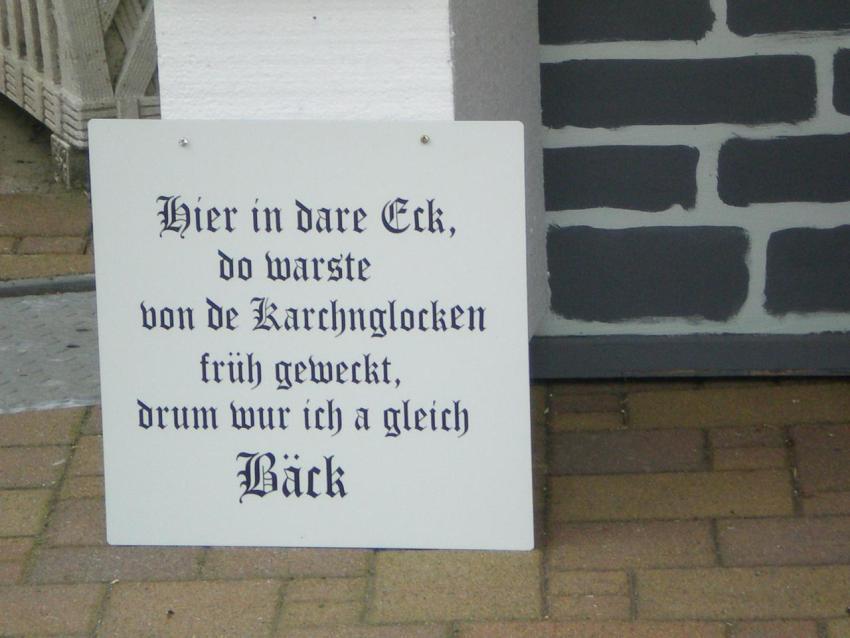 Hier in dare Eck,
do warste
von de Karchnglocken
früh geweckt,
drum wur ich a gleich
Bäck